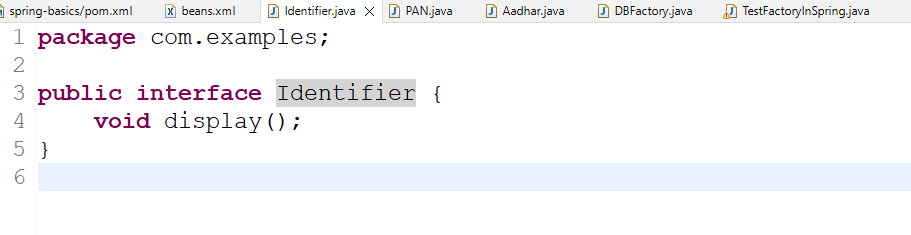 spring-basics/pom.xml beans.xml Identifier.java PAN.java Aadhar.java DBFactory.java TestFactoryInSpring.java
1 package com.examples;
2
3 public interface Identifier {
4     void display();
5 }
6